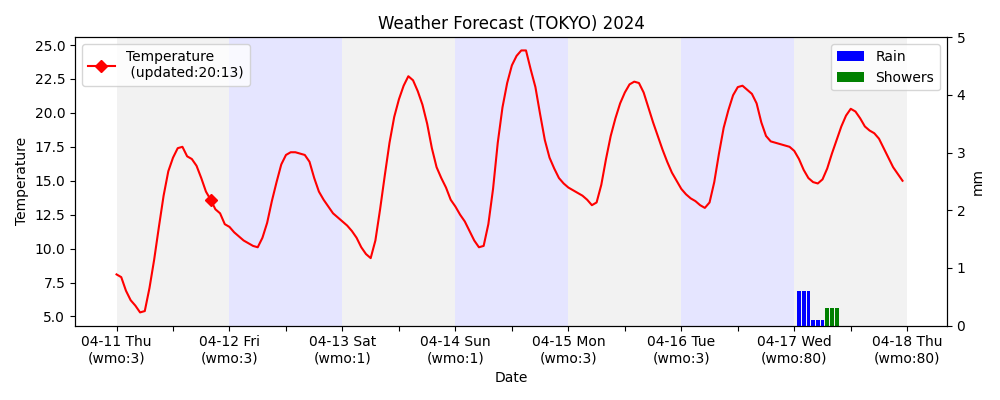 Weather Forecast (TOKYO) 2024
Temperature
(updated:20:13)
Rain
Showers
25.0
22.5
20.0
17.5
15.0
12.5
10.0
7.5
5.0
Temperature
5
4
3
2
1
0
mm
04-11 Thu
(wmo:3)
04-12 Fri
(wmo:3)
04-13 Sat
(wmo:1)
04-14 Sun
(wmo:1)
04-15 Mon
(wmo:3)
04-16 Tue
(wmo:3)
04-17 Wed
(wmo:80)
04-18 Thu
(wmo:80)
Date